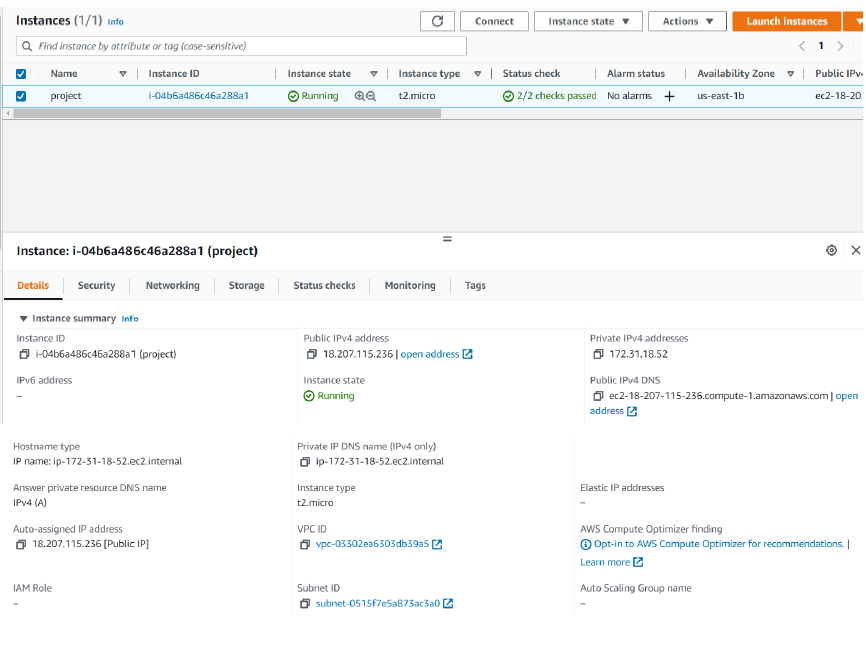 Instances (1/1) Info
Connect
Instance state
Actions
Launch instances
Find instance by attribute or tag (case-sensitive)
1
Name Instance ID Instance state Instance type Status check Alarm status Availability Zone Public IPv4
project i-04b6a486c46a288a1 Running t2.micro 2/2 checks passed No alarms + us-east-1b ec2-18-20
Instance: i-04b6a486c46a288a1 (project)
Details Security Networking Storage Status checks Monitoring Tags
Instance summary Info
Instance ID Public IPv4 address Private IPv4 addresses
i-04b6a486c46a288a1 (project) 18.207.115.236 | open address 172.31.18.52
IPv6 address Instance state Public IPv4 DNS
– Running ec2-18-207-115-236.compute-1.amazonaws.com | open
address
Hostname type Private IP DNS name (IPv4 only)
IP name: ip-172-31-18-52.ec2.internal ip-172-31-18-52.ec2.internal
Answer private resource DNS name Instance type Elastic IP addresses
IPv4 (A) t2.micro –
Auto-assigned IP address VPC ID AWS Compute Optimizer finding
18.207.115.236 [Public IP] vpc-03302ea6303db39a5 Opt-in to AWS Compute Optimizer for recommendations. |
Learn more
IAM Role Subnet ID Auto Scaling Group name
– subnet-0515f7e5a873ac3a0 –